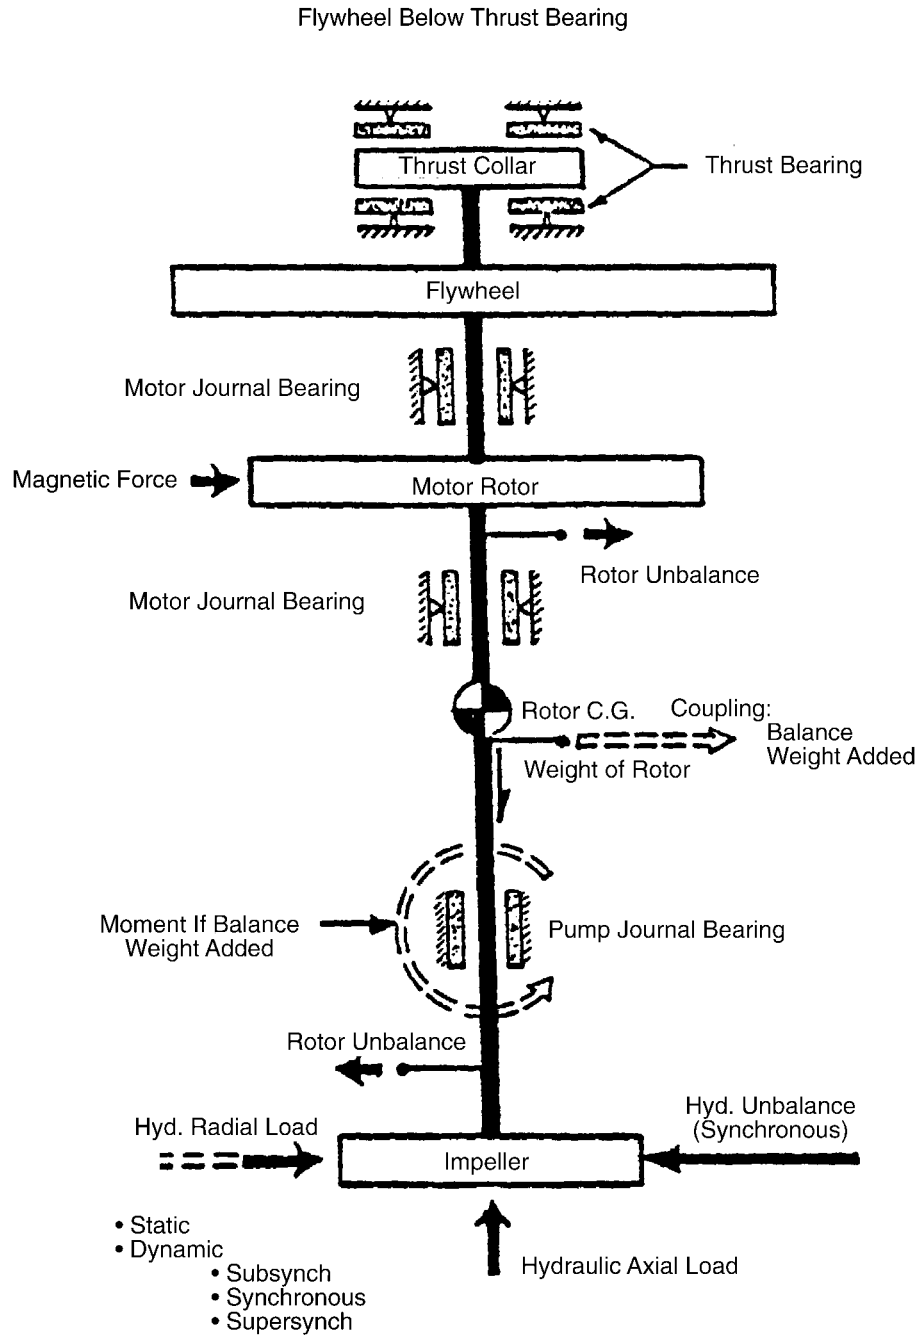 Flywheel Below Thrust Bearing
Thrust Collar
Thrust Bearing
Flywheel
Motor Journal Bearing
Magnetic Force
Motor Rotor
Rotor Unbalance
Motor Journal Bearing
Rotor C.G.
Coupling:
Balance
Weight Added
Weight of Rotor
Moment If Balance
Weight Added
Pump Journal Bearing
Rotor Unbalance
Hyd. Radial Load
Hyd. Unbalance
(Synchronous)
Impeller
• Static
• Dynamic
• Subsynch
• Synchronous
• Supersynch
Hydraulic Axial Load